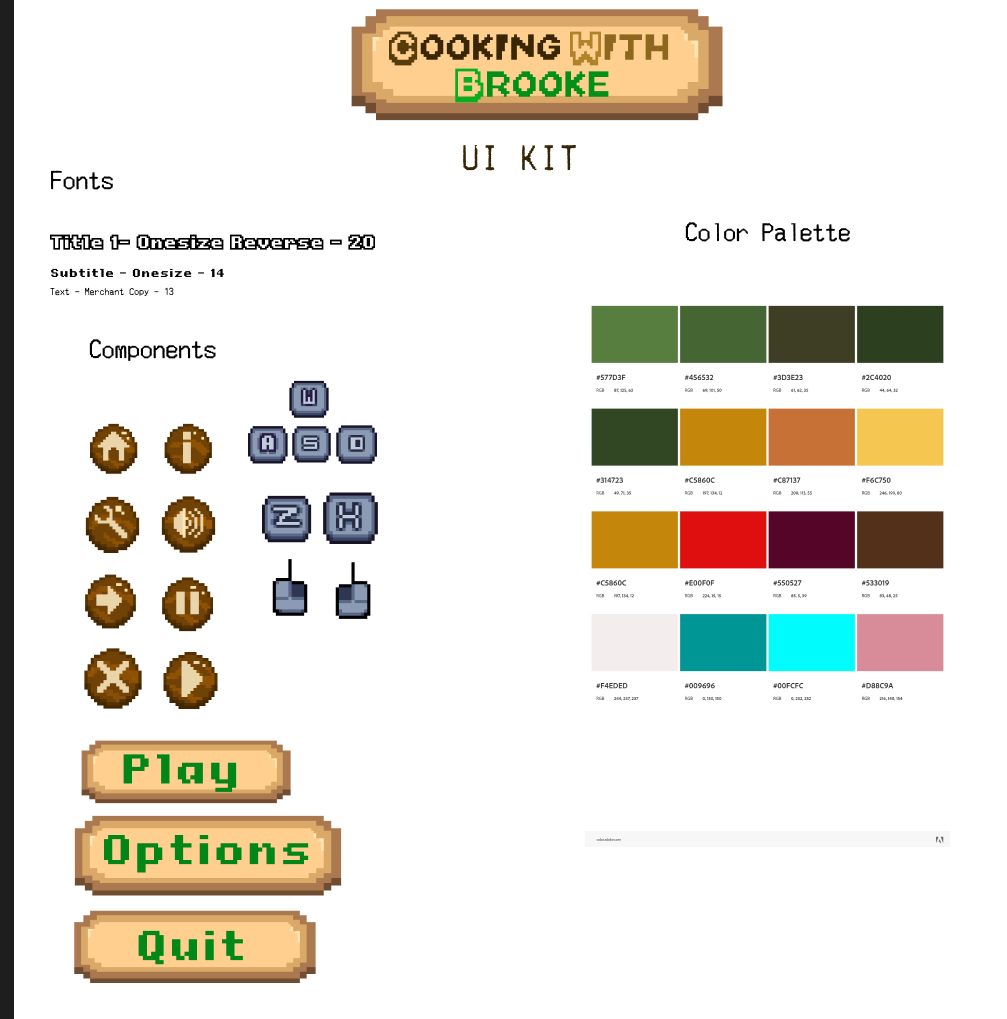 COOKING WITH
BROOKE
UI KIT
Fonts
Title 1- Onesize Reverse - 20
Subtitle - Onesize - 14
Text - Merchant Copy - 13
Components
W
A S D
Z X
Play
Options
Quit
Color Palette
#577D3F #456532 #3D3E23 #2C4020
RGB 87, 125, 63 RGB 69, 101, 50 RGB 61, 62, 35 RGB 44, 64, 32
#314723 #C5860C #C87137 #F6C750
RGB 49, 71, 35 RGB 197, 134, 12 RGB 200, 113, 55 RGB 246, 199, 80
#C5860C #E00F0F #550527 #533019
RGB 197, 134, 12 RGB 224, 15, 15 RGB 85, 5, 39 RGB 83, 48, 25
#F4EDED #009696 #00FCFC #D88C9A
RGB 244, 237, 237 RGB 0, 150, 150 RGB 0, 252, 252 RGB 216, 140, 154